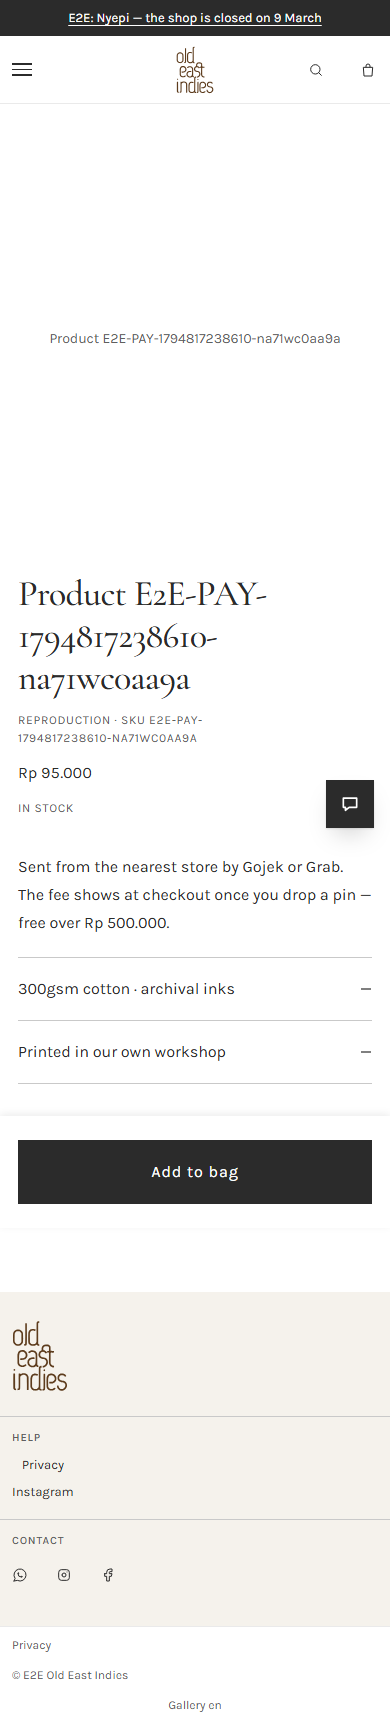 E2E: Nyepi — the shop is closed on 9 March
old
east
indies
Product E2E-PAY-1794817238610-na71wc0aa9a
Product E2E-PAY-
1794817238610-
na71wc0aa9a
REPRODUCTION · SKU E2E-PAY-
1794817238610-NA71WC0AA9A
Rp 95.000
IN STOCK
Sent from the nearest store by Gojek or Grab.
The fee shows at checkout once you drop a pin —
free over Rp 500.000.
300gsm cotton · archival inks
Printed in our own workshop
Add to bag
old
east
indies
HELP
Privacy
Instagram
CONTACT
Privacy
© E2E Old East Indies
Gallery en